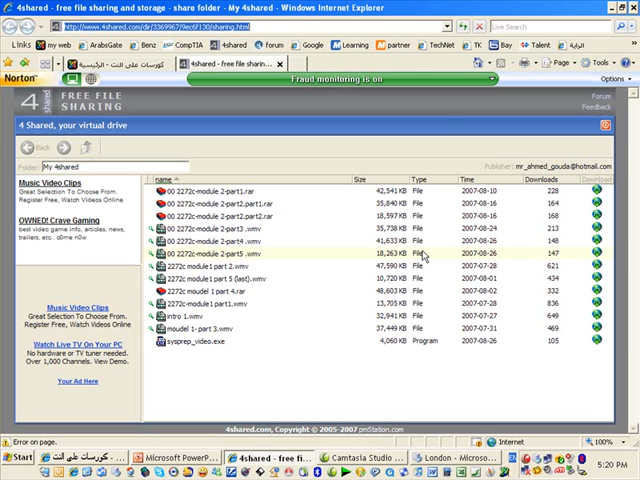 4shared - free file sharing and storage - share folder - My 4shared - Windows Internet Explorer
http://www.4shared.com/dir/3369967/9ec6f130/sharing.html
Live Search
Links my web ArabsGate Becz CompTIA 4shared forum Google Learning partner TechNet TM Bay Talent الراية
كورسات على النت - الرئيسية 4shared - free file sharin... Page Tools
Norton Fraud monitoring is on Options
4 shared FREE FILE SHARING Forum Feedback
4 Shared, your virtual drive
Back
Folder: My 4shared Publisher: mr_ahmed_gouda@hotmail.com
name Size Type Time Downloads Download
00 2272c-module 2-part1.rar 42,541 KB File 2007-08-10 228
00 2272c-module 2-part2.part1.rar 35,840 KB File 2007-08-16 164
00 2272c-module 2-part2.part2.rar 18,597 KB File 2007-08-16 168
00 2272c-module 2-part3 .wmv 35,738 KB File 2007-08-24 213
00 2272c-module 2-part4 .wmv 41,633 KB File 2007-08-26 148
00 2272c-module 2-part5 .wmv 18,263 KB File 2007-08-26 147
2272c-module1 part 2.wmv 47,590 KB File 2007-07-28 621
2272c-module1 part 5 (last).wmv 10,720 KB File 2007-08-01 434
2272c moudel 1 part 4.rar 48,603 KB File 2007-08-02 332
2272c-module1 part1.wmv 13,705 KB File 2007-07-28 836
intro 1.wmv 32,941 KB File 2007-07-27 649
moudel 1- part 3.wmv 37,449 KB File 2007-07-31 469
sysprep_video.exe 4,060 KB Program 2007-08-26 105
Music Video Clips
Great Selection To Choose From.
Register Free, Watch Videos Online
OWNED! Crave Gaming
best video game info, articles, news,
trailers, etc.. c0me 0wnz!
Music Video Clips
Great Selection To Choose From.
Register Free, Watch Videos Online
Watch Live TV On Your PC
No hardware or TV tuner needed.
Over 1,000 Channels. View Demo.
Your Ad Here
4shared.com, Copyright © 2005-2007 pmStation.com
Error on page. Internet 100%
Start كورسات على النت ... Microsoft PowerP... 4shared - free fi... Camtasia Studio ... London - Microso... EN
5:20 PM